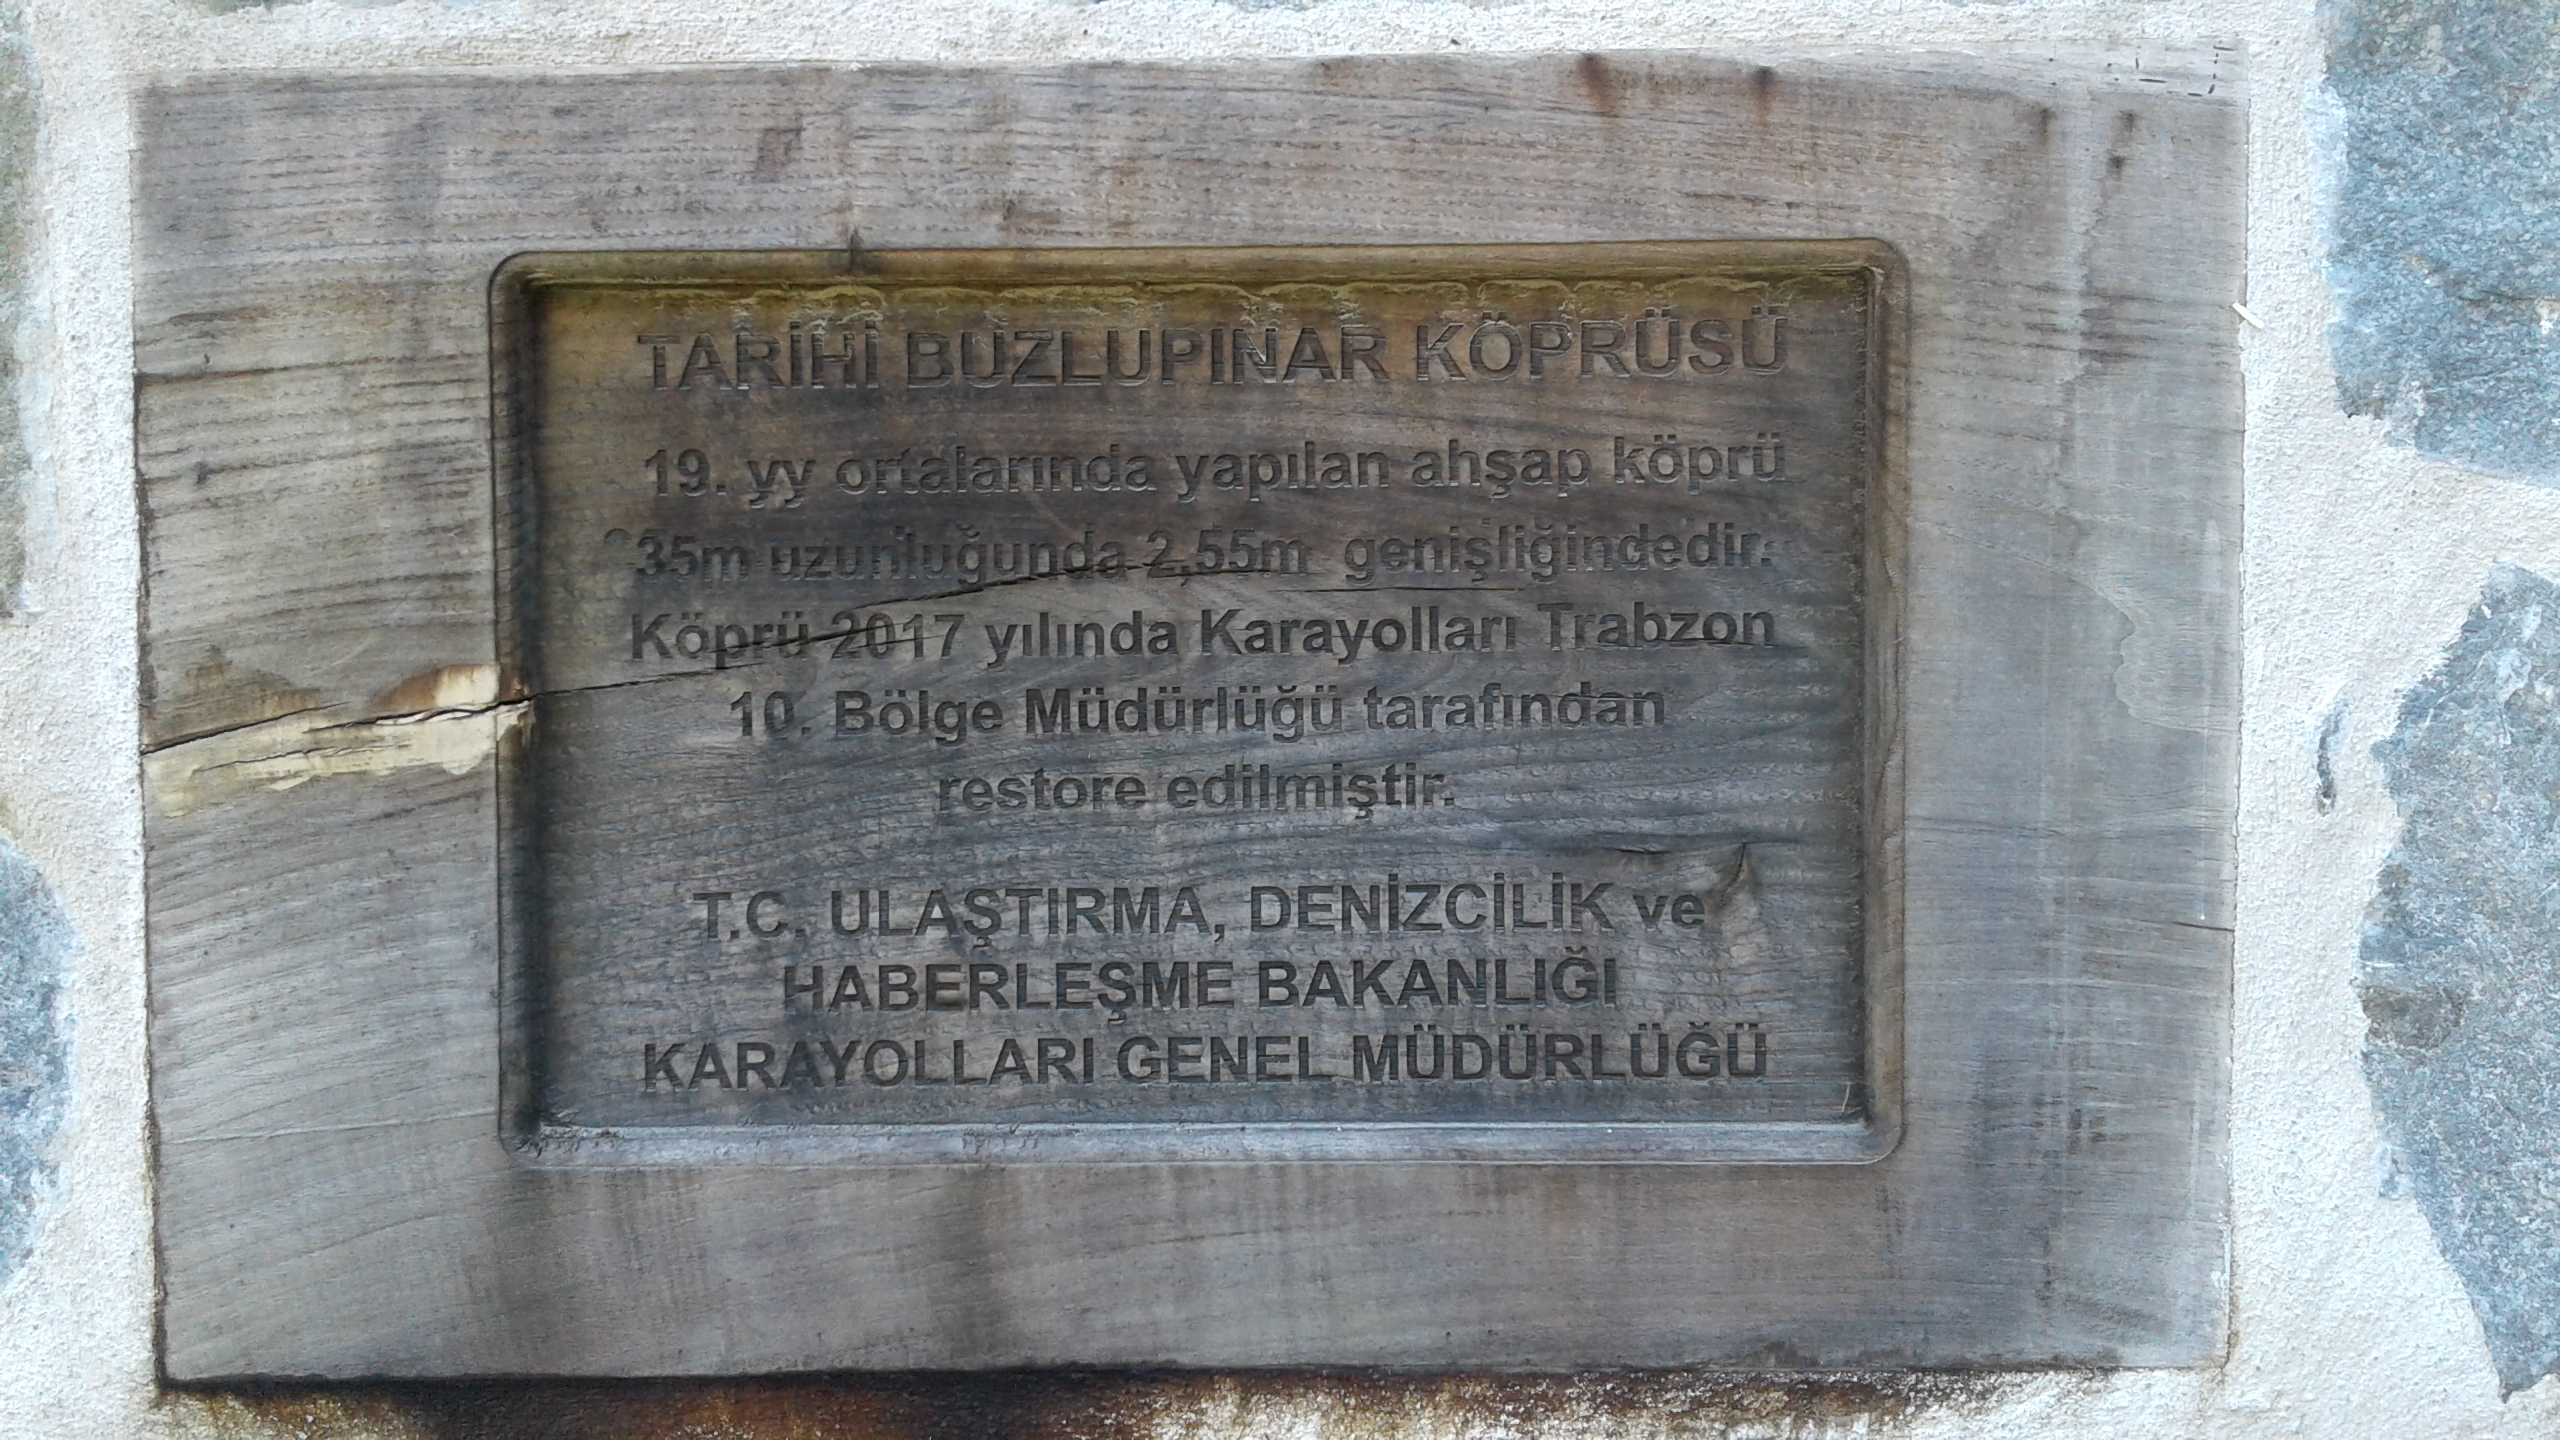 TARİHİ BUZLUPINAR KÖPRÜSÜ
19. yy ortalarında yapılan ahşap köprü
35m uzunluğunda 2,55m genişliğindedir.
Köprü 2017 yılında Karayolları Trabzon
10. Bölge Müdürlüğü tarafından
restore edilmiştir.
T.C. ULAŞTIRMA, DENİZCİLİK ve
HABERLEŞME BAKANLIĞI
KARAYOLLARI GENEL MÜDÜRLÜĞÜ